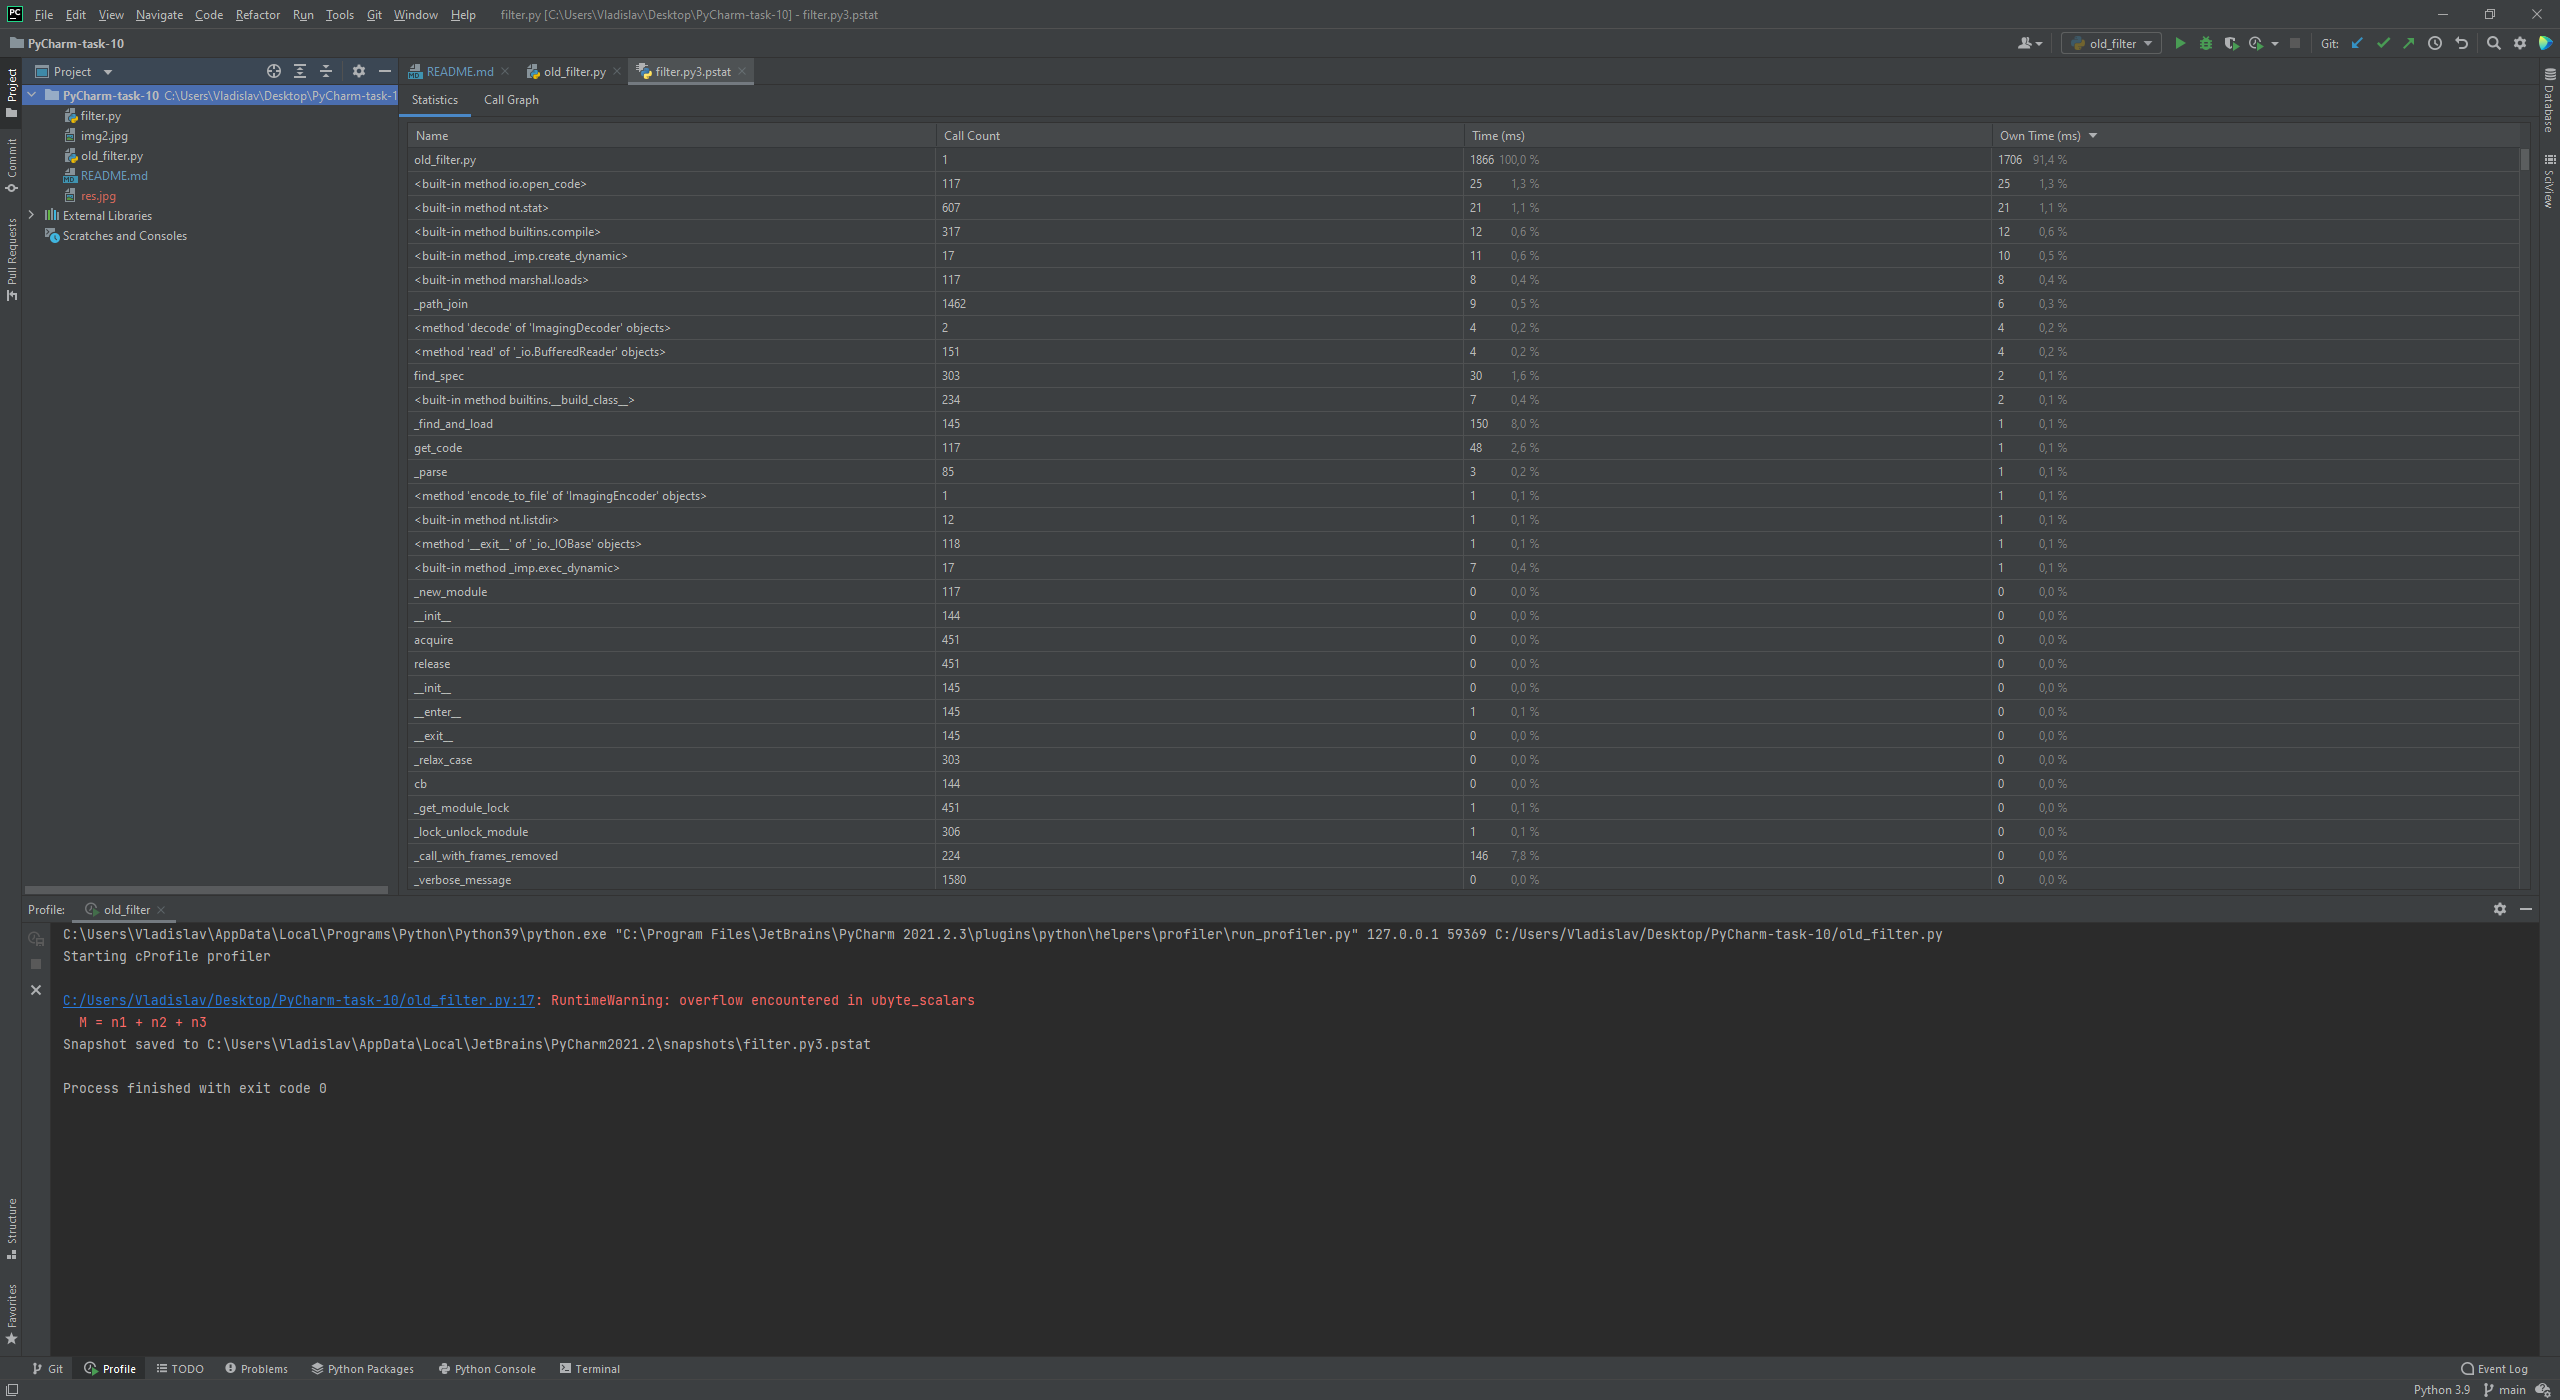 PC File Edit View Navigate Code Refactor Run Tools Git Window Help filter.py [C:\Users\Vladislav\Desktop\PyCharm-task-10] - filter.py3.pstat
PyCharm-task-10 old_filter Git:
Project README.md old_filter.py filter.py3.pstat
Statistics Call Graph
PyCharm-task-10 C:\Users\Vladislav\Desktop\PyCharm-task-1
filter.py
img2.jpg
old_filter.py
README.md
res.jpg
External Libraries
Scratches and Consoles
Project
Commit
Pull Requests
Structure
Favorites
Database
SciView
Name Call Count Time (ms) Own Time (ms)
old_filter.py 1 1866 100,0 % 1706 91,4 %
<built-in method io.open_code> 117 25 1,3 % 25 1,3 %
<built-in method nt.stat> 607 21 1,1 % 21 1,1 %
<built-in method builtins.compile> 317 12 0,6 % 12 0,6 %
<built-in method _imp.create_dynamic> 17 11 0,6 % 10 0,5 %
<built-in method marshal.loads> 117 8 0,4 % 8 0,4 %
_path_join 1462 9 0,5 % 6 0,3 %
<method 'decode' of 'ImagingDecoder' objects> 2 4 0,2 % 4 0,2 %
<method 'read' of '_io.BufferedReader' objects> 151 4 0,2 % 4 0,2 %
find_spec 303 30 1,6 % 2 0,1 %
<built-in method builtins.__build_class__> 234 7 0,4 % 2 0,1 %
_find_and_load 145 150 8,0 % 1 0,1 %
get_code 117 48 2,6 % 1 0,1 %
_parse 85 3 0,2 % 1 0,1 %
<method 'encode_to_file' of 'ImagingEncoder' objects> 1 1 0,1 % 1 0,1 %
<built-in method nt.listdir> 12 1 0,1 % 1 0,1 %
<method '__exit__' of '_io._IOBase' objects> 118 1 0,1 % 1 0,1 %
<built-in method _imp.exec_dynamic> 17 7 0,4 % 1 0,1 %
_new_module 117 0 0,0 % 0 0,0 %
__init__ 144 0 0,0 % 0 0,0 %
acquire 451 0 0,0 % 0 0,0 %
release 451 0 0,0 % 0 0,0 %
__init__ 145 0 0,0 % 0 0,0 %
__enter__ 145 1 0,1 % 0 0,0 %
__exit__ 145 0 0,0 % 0 0,0 %
_relax_case 303 0 0,0 % 0 0,0 %
cb 144 0 0,0 % 0 0,0 %
_get_module_lock 451 1 0,1 % 0 0,0 %
_lock_unlock_module 306 1 0,1 % 0 0,0 %
_call_with_frames_removed 224 146 7,8 % 0 0,0 %
_verbose_message 1580 0 0,0 % 0 0,0 %
Profile: old_filter
C:\Users\Vladislav\AppData\Local\Programs\Python\Python39\python.exe "C:\Program Files\JetBrains\PyCharm 2021.2.3\plugins\python\helpers\profiler\run_profiler.py" 127.0.0.1 59369 C:/Users/Vladislav/Desktop/PyCharm-task-10/old_filter.py
Starting cProfile profiler
C:/Users/Vladislav/Desktop/PyCharm-task-10/old_filter.py:17: RuntimeWarning: overflow encountered in ubyte_scalars
M = n1 + n2 + n3
Snapshot saved to C:\Users\Vladislav\AppData\Local\JetBrains\PyCharm2021.2\snapshots\filter.py3.pstat
Process finished with exit code 0
Git Profile TODO Problems Python Packages Python Console Terminal Event Log
Python 3.9 main